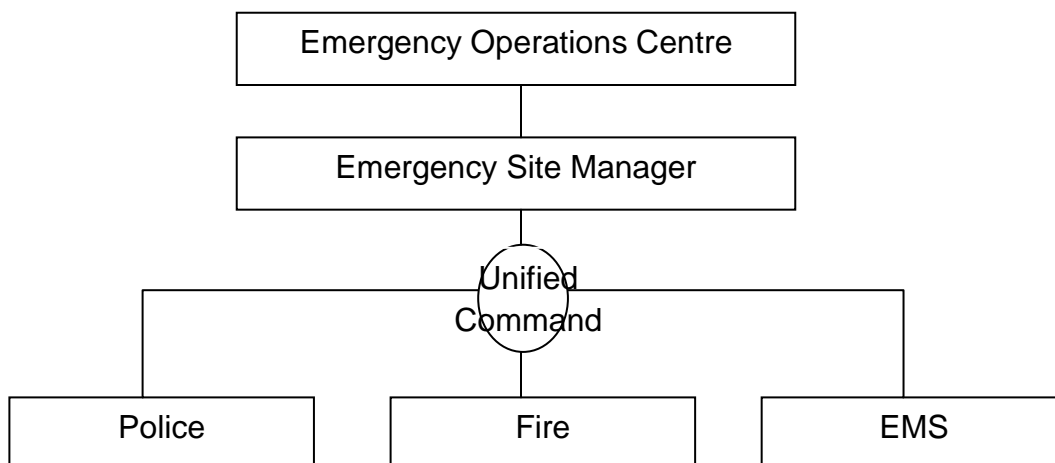 Emergency Operations Centre
Emergency Site Manager
Unified
Command
Police
Fire
EMS